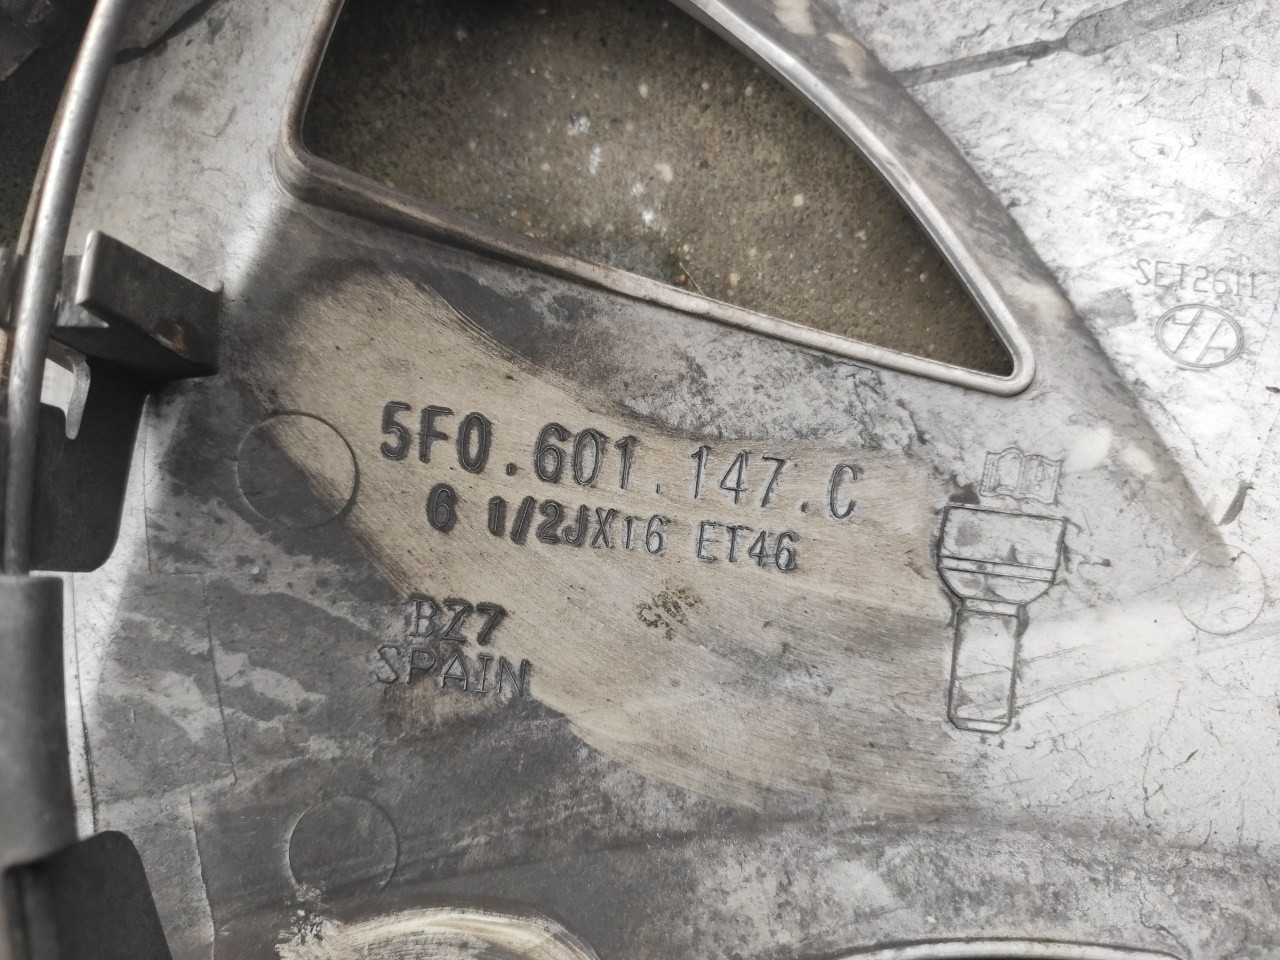 SET2611
5F0.601.147.C
6 1/2JX16 ET46
BZ7
SPAIN